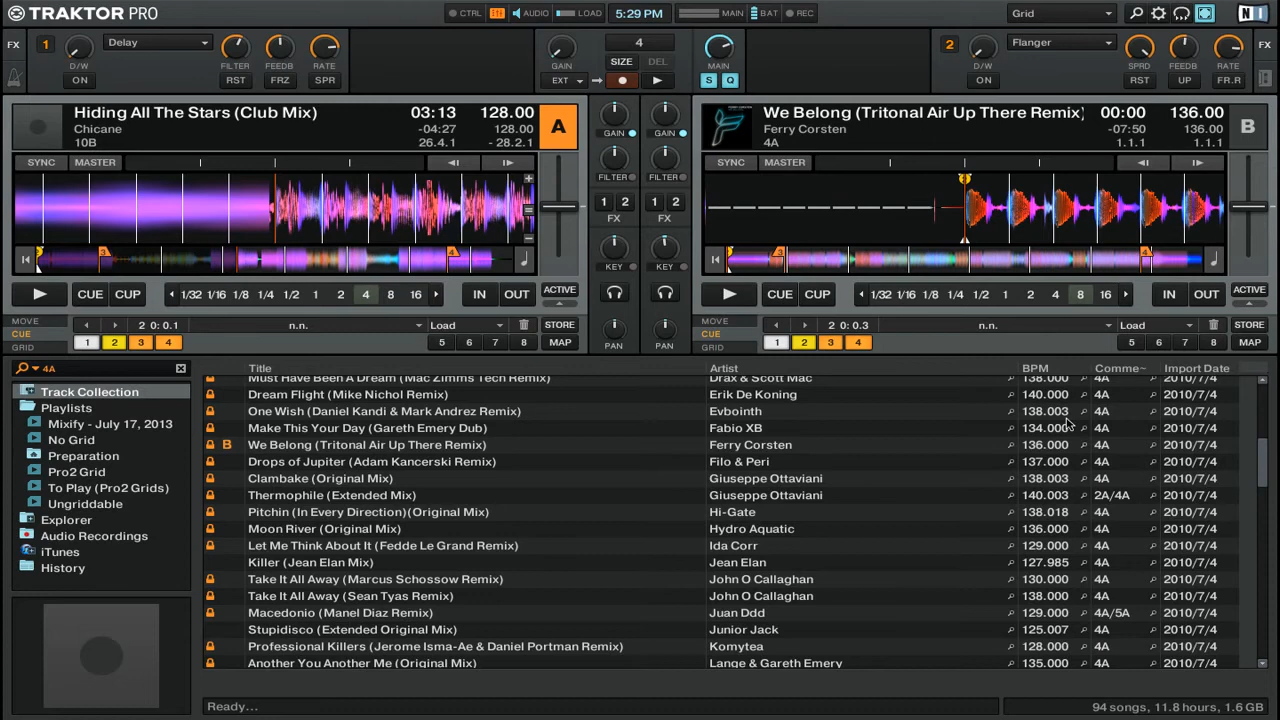 TRAKTOR PRO
CTRL AUDIO LOAD 5:29 PM MAIN BAT REC
Grid
FX 1 Delay FILTER FEEDB RATE
D/W ON RST FRZ SPR
GAIN EXT 4 SIZE DEL MAIN S Q
2 Flanger SPRD FEEDB RATE FX
D/W ON RST UP FR.R
Hiding All The Stars (Club Mix) 03:13 128.00
Chicane -04:27 128.00
10B 26.4.1 - 28.2.1
A
GAIN GAIN
FILTER FILTER
1 2 1 2
FX FX
KEY KEY
PAN PAN
We Belong (Tritonal Air Up There Remix) 00:00 136.00
Ferry Corsten -07:50 136.00
4A 1.1.1 1.1.1
B
SYNC MASTER
SYNC MASTER
3 4
3 4
CUE CUP 1/32 1/16 1/8 1/4 1/2 1 2 4 8 16 IN OUT ACTIVE
CUE CUP 1/32 1/16 1/8 1/4 1/2 1 2 4 8 16 IN OUT ACTIVE
MOVE
CUE
GRID
2 0: 0.1 n.n. Load STORE
1 2 3 4 5 6 7 8 MAP
MOVE
CUE
GRID
2 0: 0.3 n.n. Load STORE
1 2 3 4 5 6 7 8 MAP
4A
Track Collection
Playlists
Mixify - July 17, 2013
No Grid
Preparation
Pro2 Grid
To Play (Pro2 Grids)
Ungriddable
Explorer
Audio Recordings
iTunes
History
Title Artist BPM Comme~ Import Date
Must Have Been A Dream (Mac Zimms Tech Remix) Drax & Scott Mac 138.000 4A 2010/7/4
Dream Flight (Mike Nichol Remix) Erik De Koning 140.000 4A 2010/7/4
One Wish (Daniel Kandi & Mark Andrez Remix) Evbointh 138.003 4A 2010/7/4
Make This Your Day (Gareth Emery Dub) Fabio XB 134.000 4A 2010/7/4
B We Belong (Tritonal Air Up There Remix) Ferry Corsten 136.000 4A 2010/7/4
Drops of Jupiter (Adam Kancerski Remix) Filo & Peri 137.000 4A 2010/7/4
Clambake (Original Mix) Giuseppe Ottaviani 138.003 4A 2010/7/4
Thermophile (Extended Mix) Giuseppe Ottaviani 140.003 2A/4A 2010/7/4
Pitchin (In Every Direction)(Original Mix) Hi-Gate 138.018 4A 2010/7/4
Moon River (Original Mix) Hydro Aquatic 136.000 4A 2010/7/4
Let Me Think About It (Fedde Le Grand Remix) Ida Corr 129.000 4A 2010/7/4
Killer (Jean Elan Mix) Jean Elan 127.985 4A 2010/7/4
Take It All Away (Marcus Schossow Remix) John O Callaghan 130.000 4A 2010/7/4
Take It All Away (Sean Tyas Remix) John O Callaghan 138.000 4A 2010/7/4
Macedonio (Manel Diaz Remix) Juan Ddd 129.000 4A/5A 2010/7/4
Stupidisco (Extended Original Mix) Junior Jack 125.007 4A 2010/7/4
Professional Killers (Jerome Isma-Ae & Daniel Portman Remix) Komytea 128.000 4A 2010/7/4
Another You Another Me (Original Mix) Lange & Gareth Emery 135.000 4A 2010/7/4
Ready... 94 songs, 11.8 hours, 1.6 GB